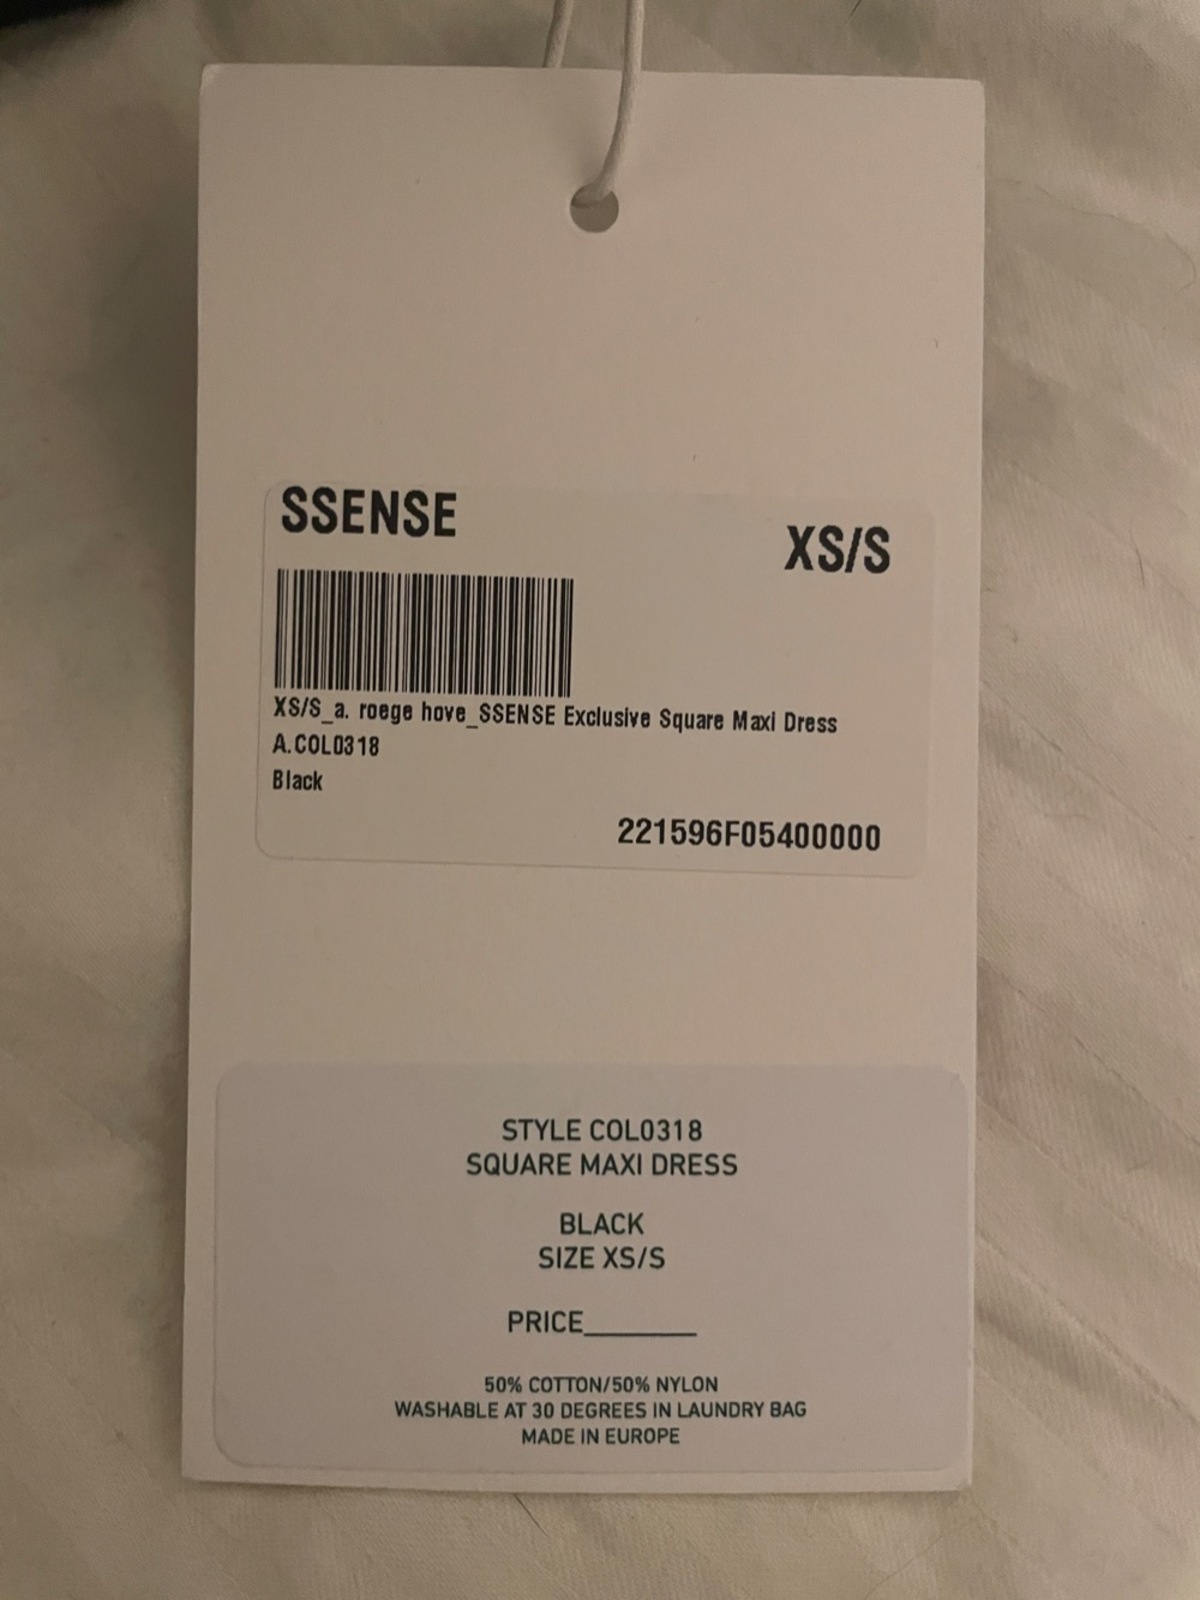 SSENSE
XS/S
XS/S_a. roege hove_SSENSE Exclusive Square Maxi Dress
A.COL0318
Black
221596F05400000
STYLE COL0318
SQUARE MAXI DRESS
BLACK
SIZE XS/S
PRICE________
50% COTTON/50% NYLON
WASHABLE AT 30 DEGREES IN LAUNDRY BAG
MADE IN EUROPE